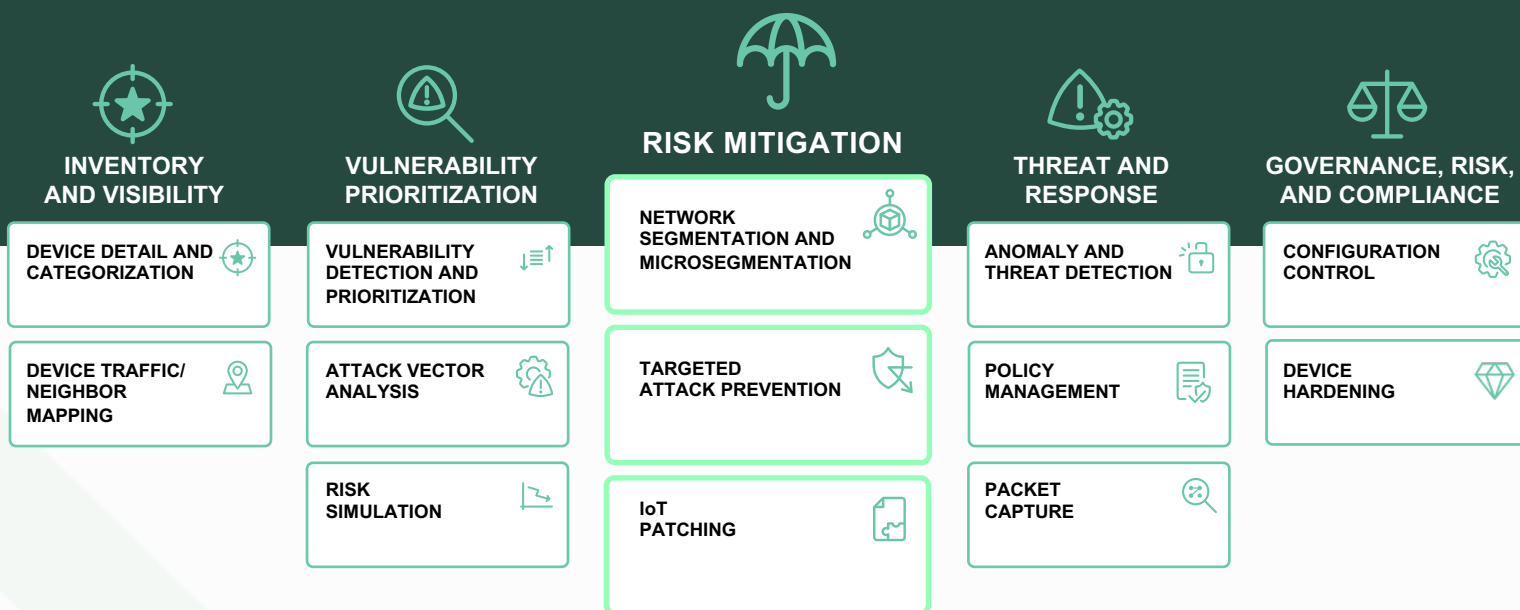 INVENTORY
AND VISIBILITY
DEVICE DETAIL AND
CATEGORIZATION
DEVICE TRAFFIC/
NEIGHBOR
MAPPING
VULNERABILITY
PRIORITIZATION
VULNERABILITY
DETECTION AND
PRIORITIZATION
ATTACK VECTOR
ANALYSIS
RISK
SIMULATION
RISK MITIGATION
NETWORK
SEGMENTATION AND
MICROSEGMENTATION
TARGETED
ATTACK PREVENTION
IoT
PATCHING
THREAT AND
RESPONSE
ANOMALY AND
THREAT DETECTION
POLICY
MANAGEMENT
PACKET
CAPTURE
GOVERNANCE, RISK,
AND COMPLIANCE
CONFIGURATION
CONTROL
DEVICE
HARDENING